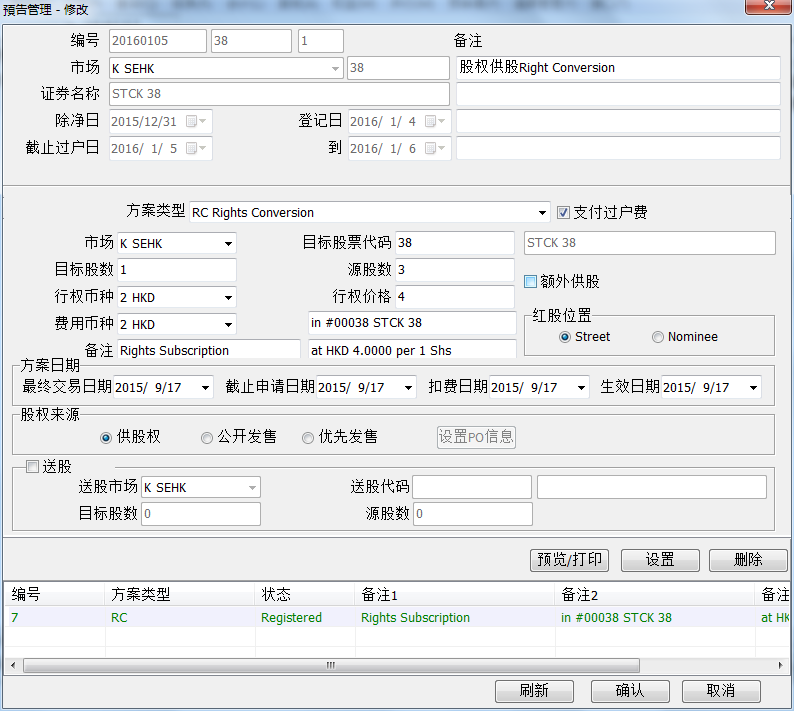 预告管理 - 修改
编号 20160105 38 1 备注
市场 K SEHK 38 股权供股Right Conversion
证券名称 STCK 38
除净日 2015/12/31 登记日 2016/ 1/ 4
截止过户日 2016/ 1/ 5 到 2016/ 1/ 6
方案类型 RC Rights Conversion 支付过户费
市场 K SEHK 目标股票代码 38 STCK 38
目标股数 1 源股数 3 额外供股
行权币种 2 HKD 行权价格 4
红股位置
费用币种 2 HKD in #00038 STCK 38
Street Nominee
备注 Rights Subscription at HKD 4.0000 per 1 Shs
方案日期
最终交易日期 2015/ 9/17 截止申请日期 2015/ 9/17 扣费日期 2015/ 9/17 生效日期 2015/ 9/17
股权来源
供股权 公开发售 优先发售 设置PO信息
送股
送股市场 K SEHK 送股代码
目标股数 0 源股数 0
预览/打印 设置 删除
编号 方案类型 状态 备注1 备注2 备注
7 RC Registered Rights Subscription in #00038 STCK 38 at HK
刷新 确认 取消